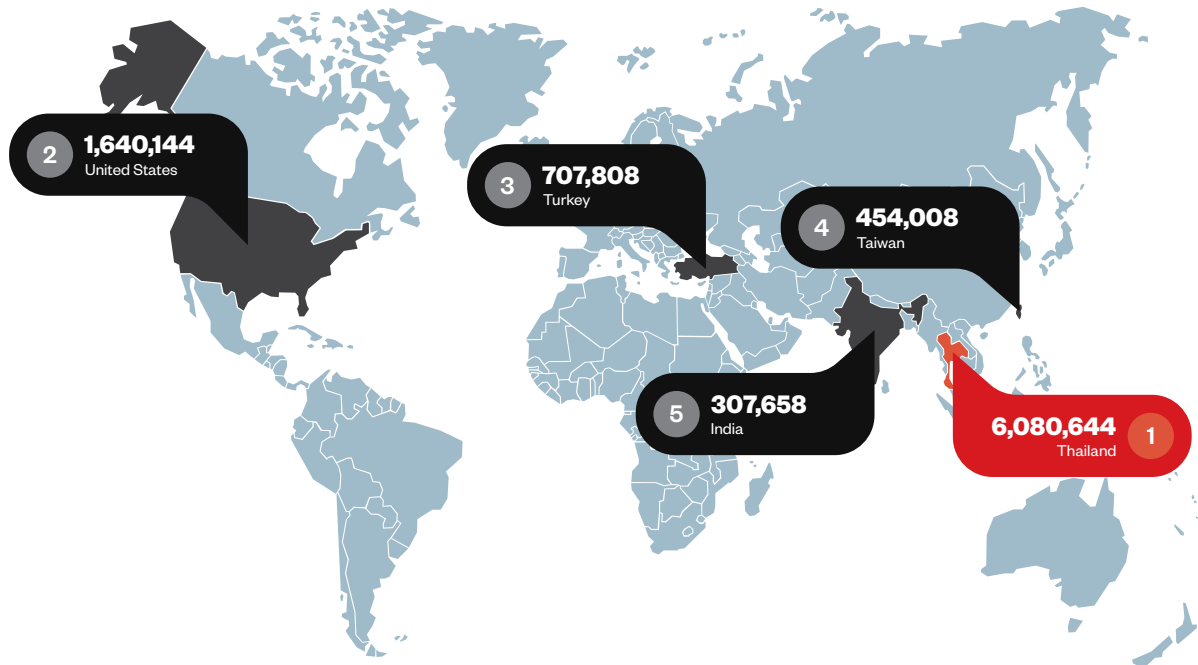 2
1,640,144
United States
3
707,808
Turkey
4
454,008
Taiwan
5
307,658
India
6,080,644
Thailand
1